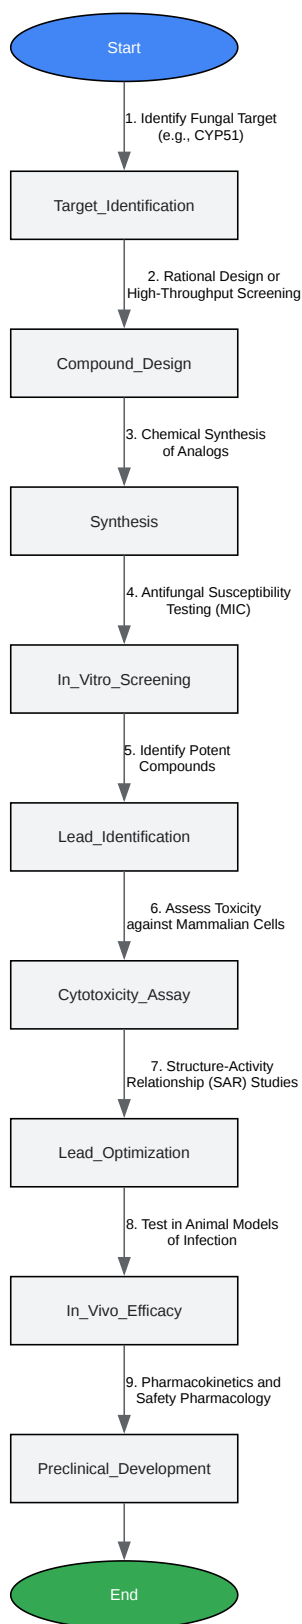 Start
1. Identify Fungal Target
(e.g., CYP51)
Target_Identification
2. Rational Design or
High-Throughput Screening
Compound_Design
3. Chemical Synthesis
of Analogs
Synthesis
4. Antifungal Susceptibility
Testing (MIC)
In_Vitro_Screening
5. Identify Potent
Compounds
Lead_Identification
6. Assess Toxicity
against Mammalian Cells
Cytotoxicity_Assay
7. Structure-Activity
Relationship (SAR) Studies
Lead_Optimization
8. Test in Animal Models
of Infection
In_Vivo_Efficacy
9. Pharmacokinetics and
Safety Pharmacology
Preclinical_Development
End